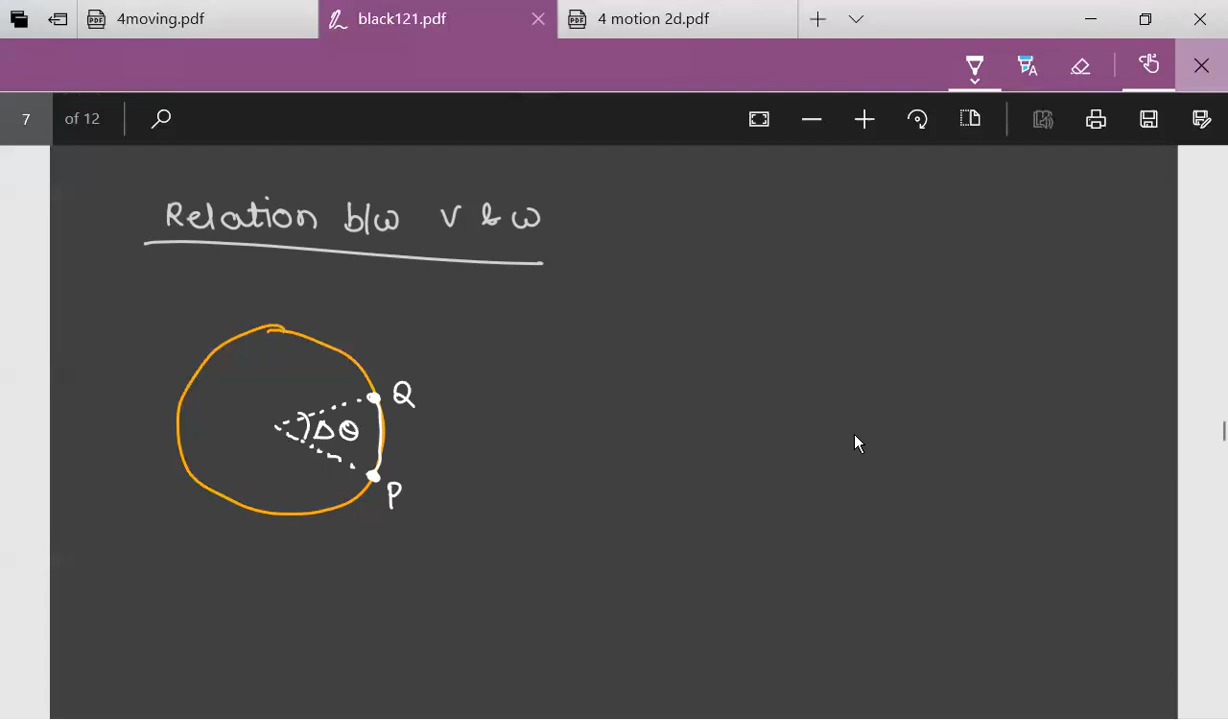 4moving.pdf
black121.pdf
4 motion 2d.pdf
7 of 12
Relation b/w v & ω
Q
Δθ
P